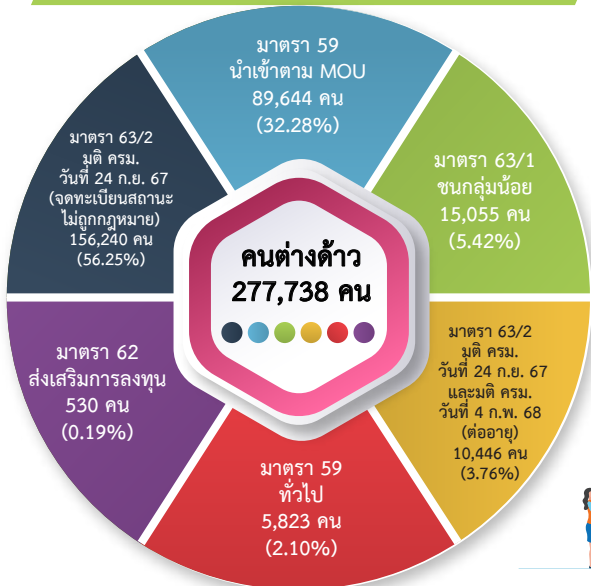 มาตรา 59
นำเข้าตาม MOU
89,644 คน
(32.28%)
มาตรา 63/1
ชนกลุ่มน้อย
15,055 คน
(5.42%)
มาตรา 63/2
มติ ครม.
วันที่ 24 ก.ย. 67
และมติ ครม.
วันที่ 4 ก.พ. 68
(ต่ออายุ)
10,446 คน
(3.76%)
มาตรา 59
ทั่วไป
5,823 คน
(2.10%)
มาตรา 62
ส่งเสริมการลงทุน
530 คน
(0.19%)
มาตรา 63/2
มติ ครม.
วันที่ 24 ก.ย. 67
(จดทะเบียนสถานะ
ไม่ถูกกฎหมาย)
156,240 คน
(56.25%)
คนต่างด้าว
277,738 คน